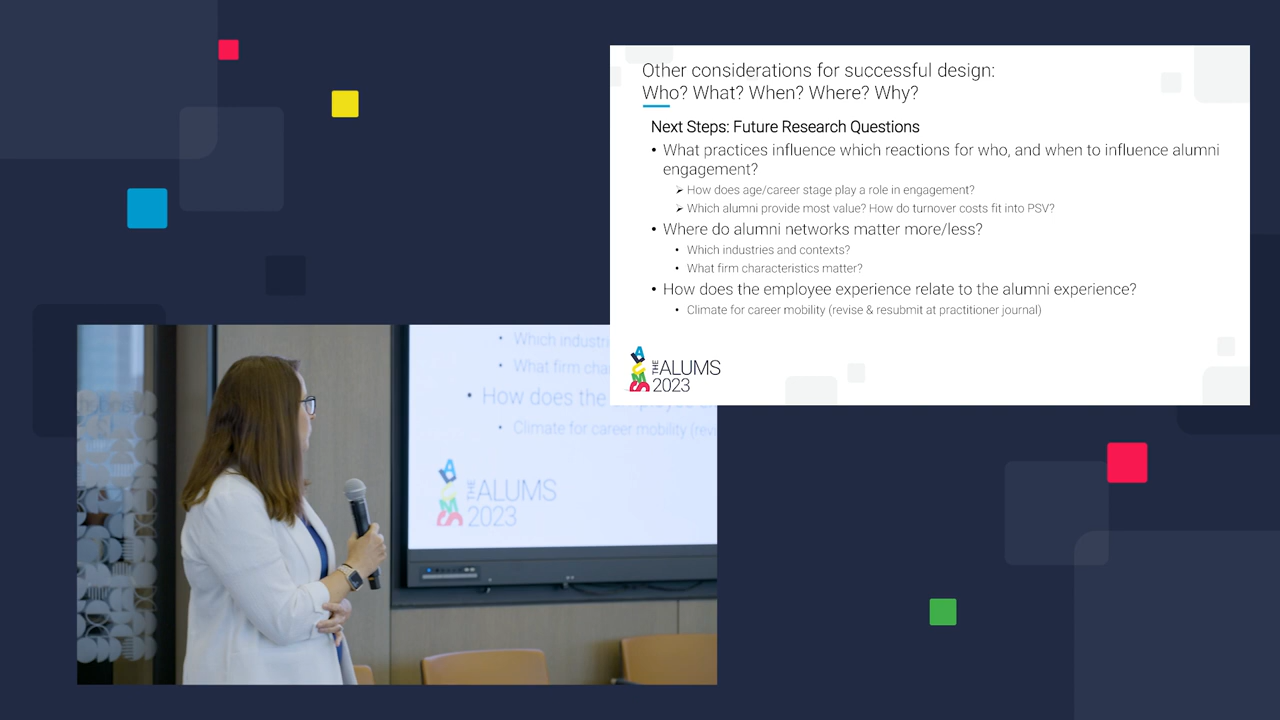 Other considerations for successful design:
Who? What? When? Where? Why?
Next Steps: Future Research Questions
• What practices influence which reactions for who, and when to influence alumni
engagement?
➢ How does age/career stage play a role in engagement?
➢ Which alumni provide most value? How do turnover costs fit into PSV?
• Where do alumni networks matter more/less?
• Which industries and contexts?
• What firm characteristics matter?
• How does the employee experience relate to the alumni experience?
• Climate for career mobility (revise & resubmit at practitioner journal)
ALUMS
THE ALUMS
2023
• Which
• What firm
• How does the
• Climate for career mobility
ALUMS
THE ALUMS
2023